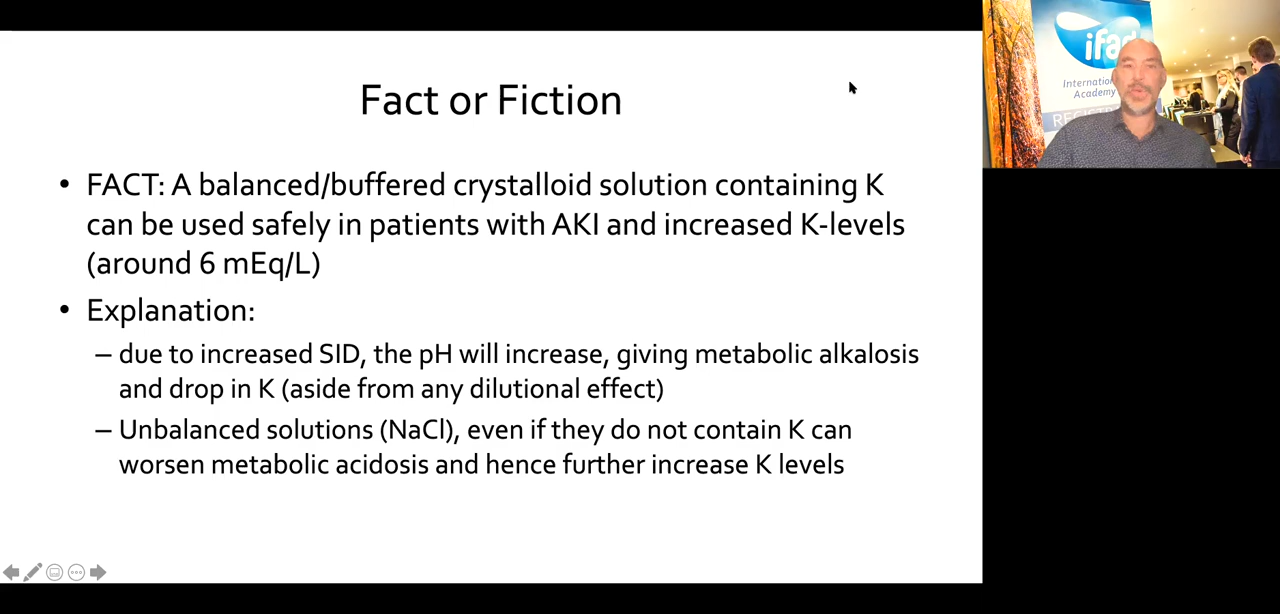 Fact or Fiction
• FACT: A balanced/buffered crystalloid solution containing K
can be used safely in patients with AKI and increased K-levels
(around 6 mEq/L)
• Explanation:
– due to increased SID, the pH will increase, giving metabolic alkalosis
and drop in K (aside from any dilutional effect)
– Unbalanced solutions (NaCl), even if they do not contain K can
worsen metabolic acidosis and hence further increase K levels
ifad
Internation
Academy